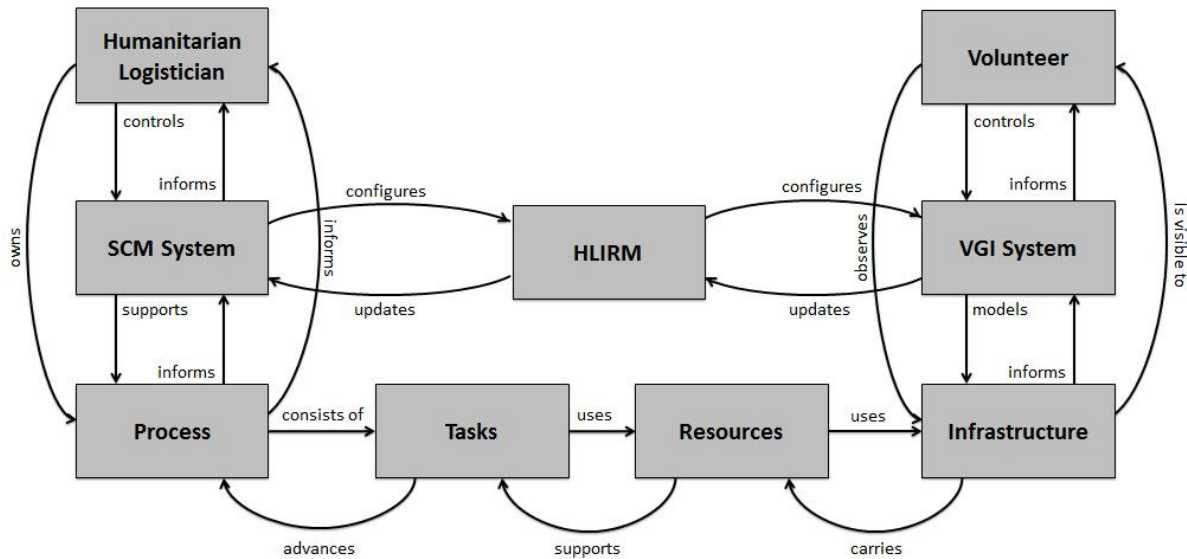 Humanitarian
Logistician
Volunteer
controls
controls
informs
configures
configures
informs
owns
SCM System
informs
HLIRM
observes
VGI System
Is visible to
supports
updates
updates
models
informs
informs
Process
consists of
Tasks
uses
Resources
uses
Infrastructure
advances
supports
carries